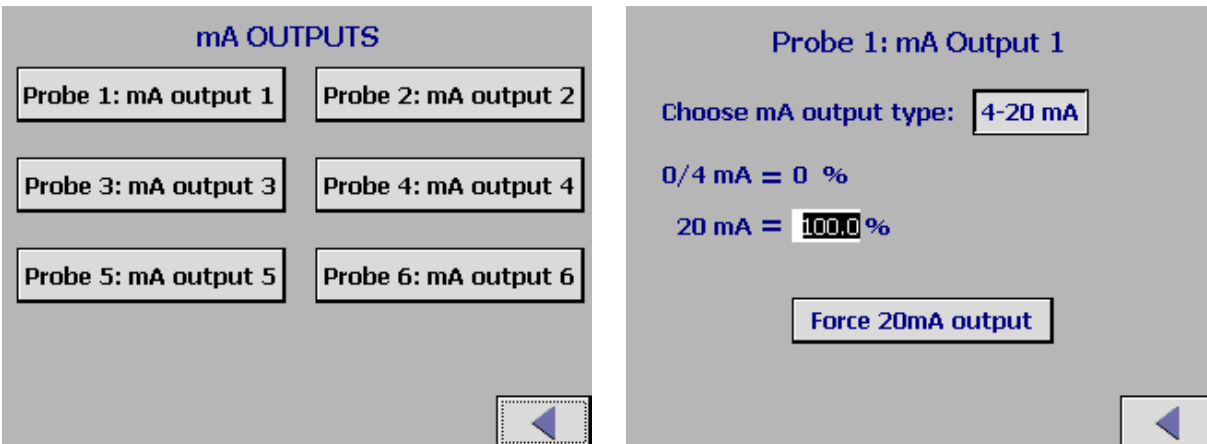 mA OUTPUTS
Probe 1: mA output 1
Probe 2: mA output 2
Probe 3: mA output 3
Probe 4: mA output 4
Probe 5: mA output 5
Probe 6: mA output 6
Probe 1: mA Output 1
Choose mA output type: 4-20 mA
0/4 mA = 0 %
20 mA = 100.0 %
Force 20mA output